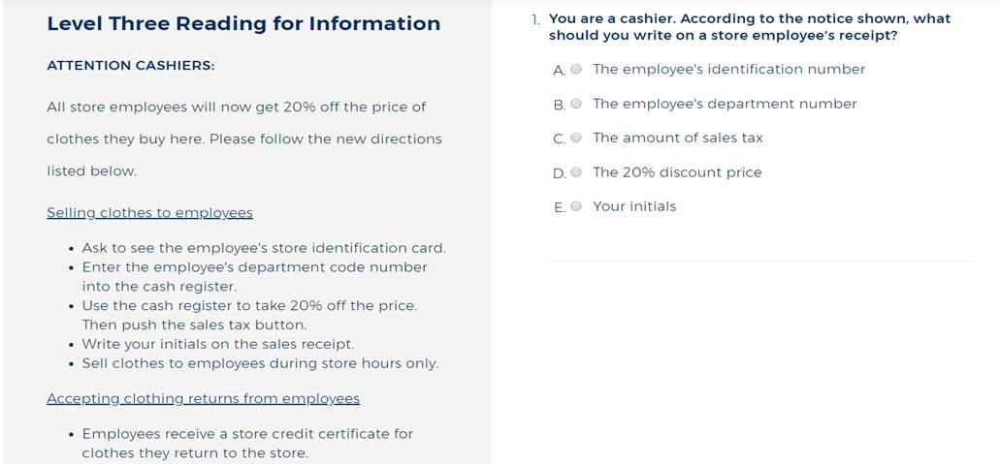 Level Three Reading for Information
ATTENTION CASHIERS:
All store employees will now get 20% off the price of
clothes they buy here. Please follow the new directions
listed below.
Selling clothes to employees
• Ask to see the employee's store identification card.
• Enter the employee's department code number
into the cash register.
• Use the cash register to take 20% off the price.
Then push the sales tax button.
• Write your initials on the sales receipt.
• Sell clothes to employees during store hours only.
Accepting clothing returns from employees
• Employees receive a store credit certificate for
clothes they return to the store.
1. You are a cashier. According to the notice shown, what
should you write on a store employee's receipt?
A. The employee's identification number
B. The employee's department number
C. The amount of sales tax
D. The 20% discount price
E. Your initials